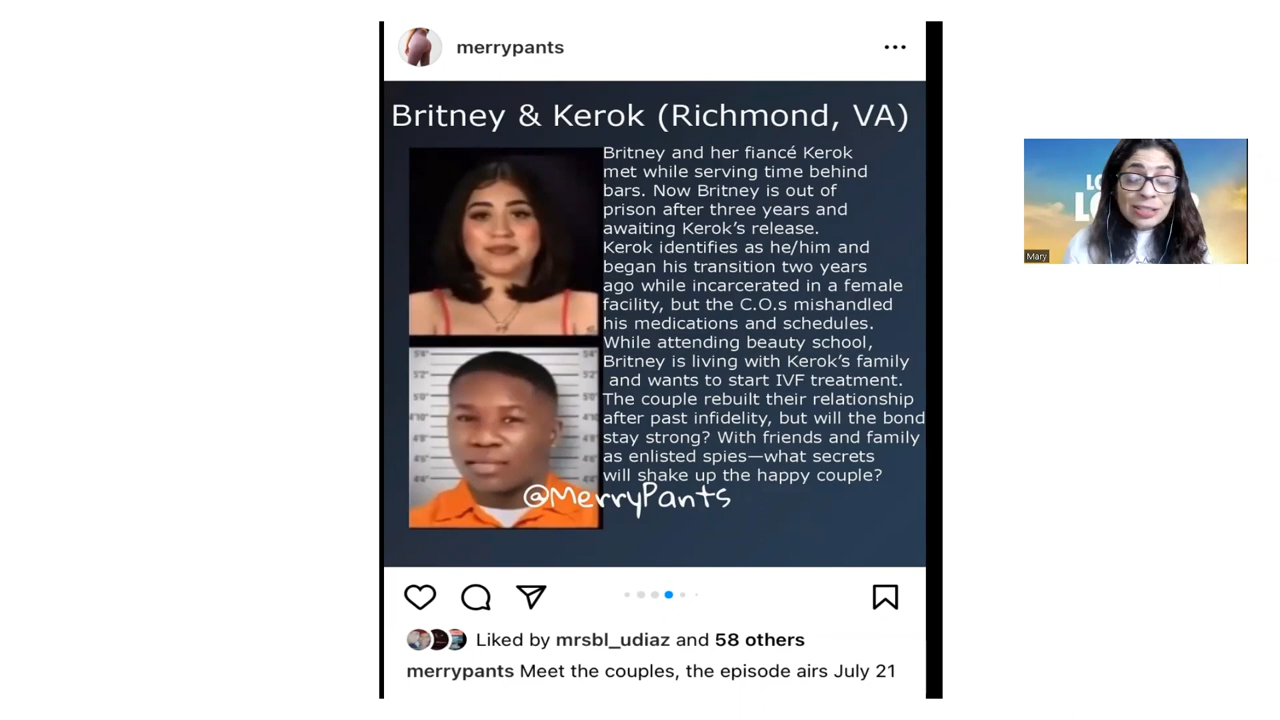 merrypants
Britney & Kerok (Richmond, VA)
Britney and her fiancé Kerok
met while serving time behind
bars. Now Britney is out of
prison after three years and
awaiting Kerok’s release.
Kerok identifies as he/him and
began his transition two years
ago while incarcerated in a female
facility, but the C.O.s mishandled
his medications and schedules.
While attending beauty school,
Britney is living with Kerok’s family
and wants to start IVF treatment.
The couple rebuilt their relationship
after past infidelity, but will the bond
stay strong? With friends and family
as enlisted spies—what secrets
will shake up the happy couple?
@MerryPants
Liked by mrsbl_udiaz and 58 others
merrypants Meet the couples, the episode airs July 21
Mary